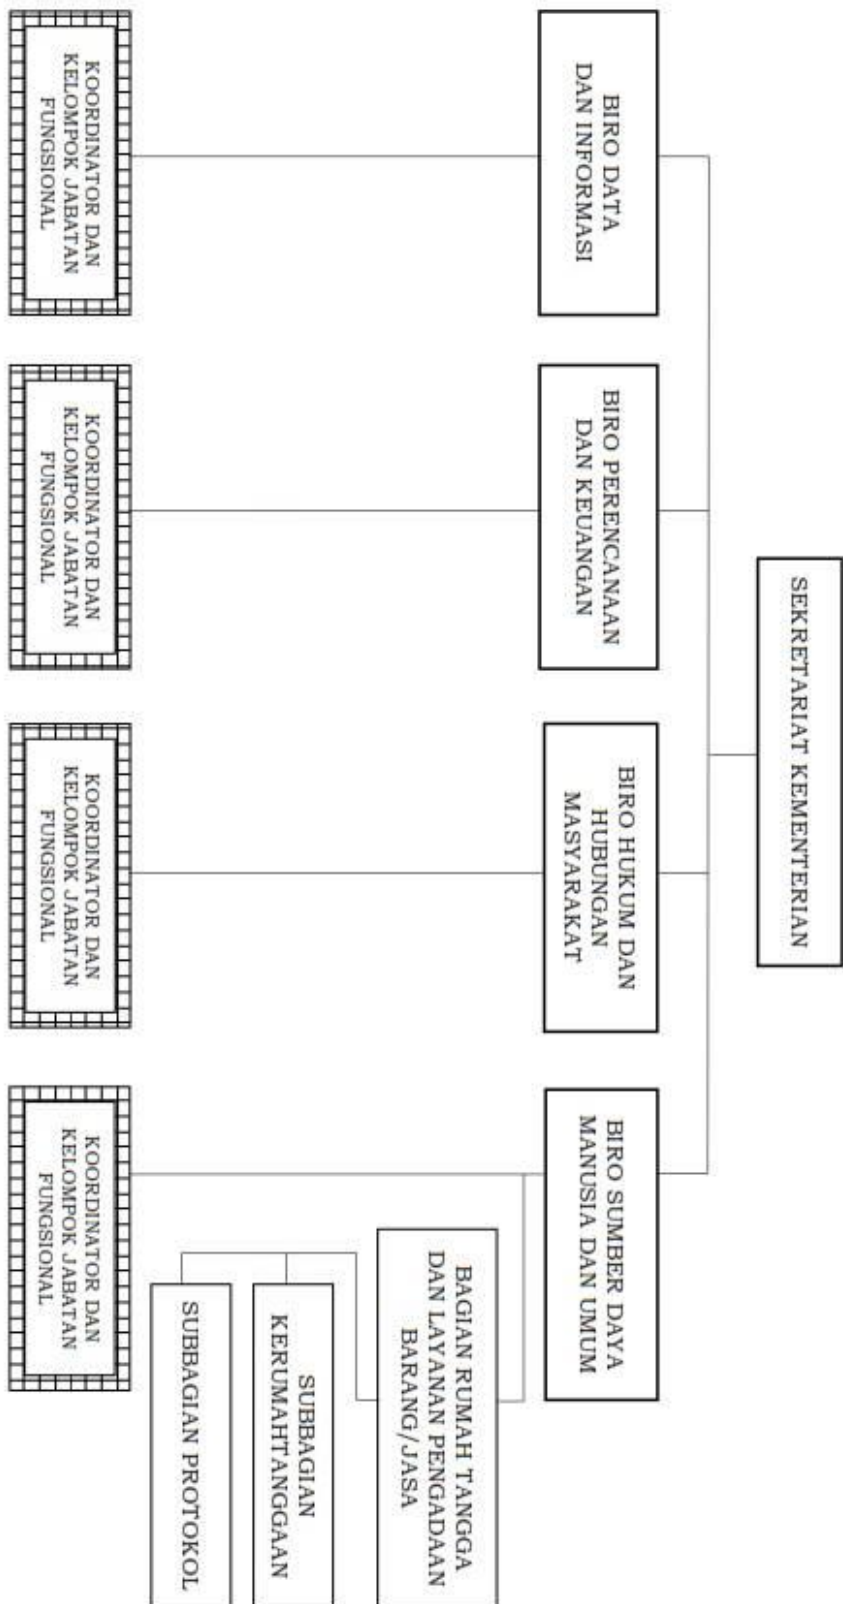 SEKRETARIAT KEMENTERIAN
BIRO DATA
DAN INFORMASI
BIRO PERENCANAAN
DAN KEUANGAN
BIRO HUKUM DAN
HUBUNGAN
MASYARAKAT
BIRO SUMBER DAYA
MANUSIA DAN UMUM
BAGIAN RUMAH TANGGA
DAN LAYANAN PENGADAAN
BARANG/JASA
SUBBAGIAN
KERUMAHTANGGAAN
SUBBAGIAN PROTOKOL
KOORDINATOR DAN
KELOMPOK JABATAN
FUNGSIONAL
KOORDINATOR DAN
KELOMPOK JABATAN
FUNGSIONAL
KOORDINATOR DAN
KELOMPOK JABATAN
FUNGSIONAL
KOORDINATOR DAN
KELOMPOK JABATAN
FUNGSIONAL